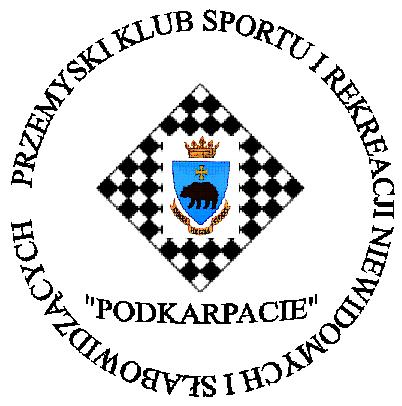 PRZEMYSKI KLUB SPORTU I REKREACJI NIEWIDOMYCH I SŁABOWIDZĄCYCH
"PODKARPACIE"